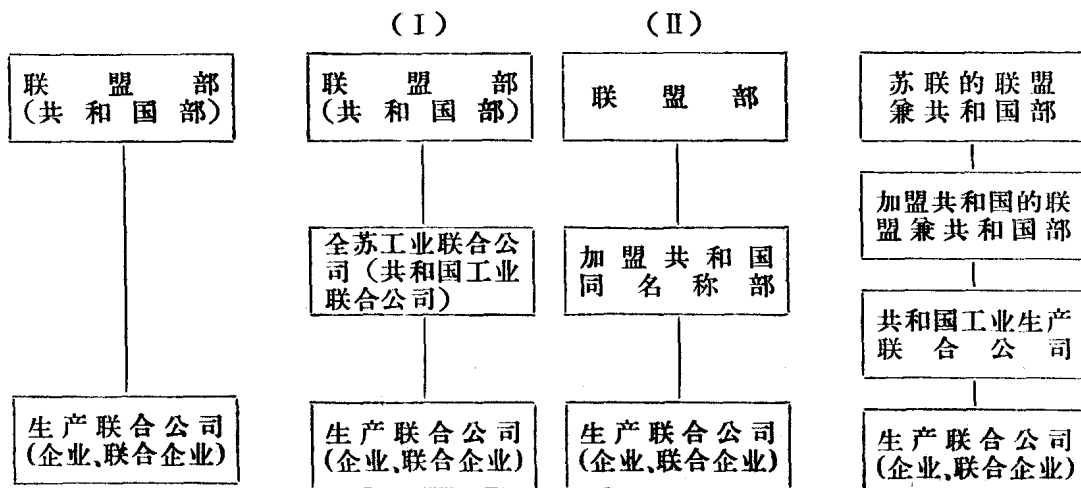 (Ⅰ)
(Ⅱ)
联盟部
(共和国部)
生产联合公司
(企业、联合企业)
联盟部
(共和国部)
全苏工业联合公
司(共和国工业
联合公司)
生产联合公司
(企业、联合企业)
联盟部
加盟共和国
同名称部
生产联合公司
(企业、联合企业)
苏联的联盟
兼共和国部
加盟共和国的联
盟兼共和国部
共和国工业生产
联合公司
生产联合公司
(企业、联合企业)